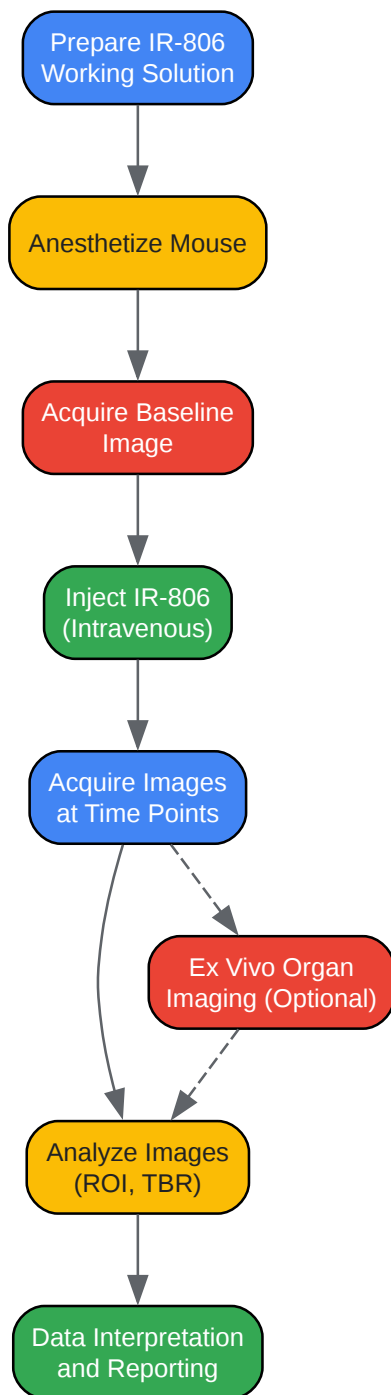 Prepare IR-806
Working Solution
Anesthetize Mouse
Acquire Baseline
Image
Inject IR-806
(Intravenous)
Acquire Images
at Time Points
Ex Vivo Organ
Imaging (Optional)
Analyze Images
(ROI, TBR)
Data Interpretation
and Reporting